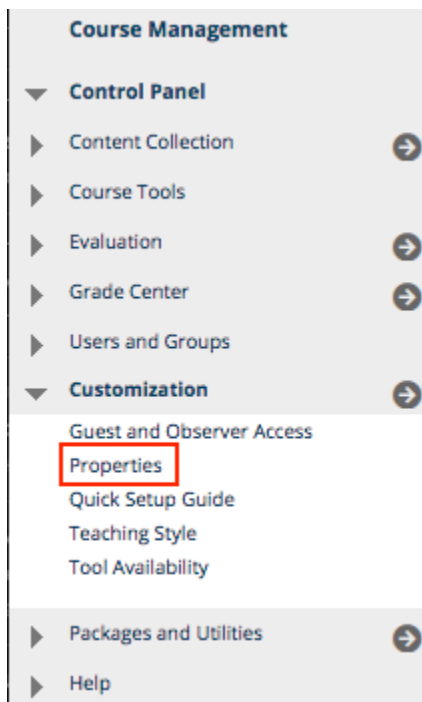 Course Management
Control Panel
Content Collection
Course Tools
Evaluation
Grade Center
Users and Groups
Customization
Guest and Observer Access
Properties
Quick Setup Guide
Teaching Style
Tool Availability
Packages and Utilities
Help